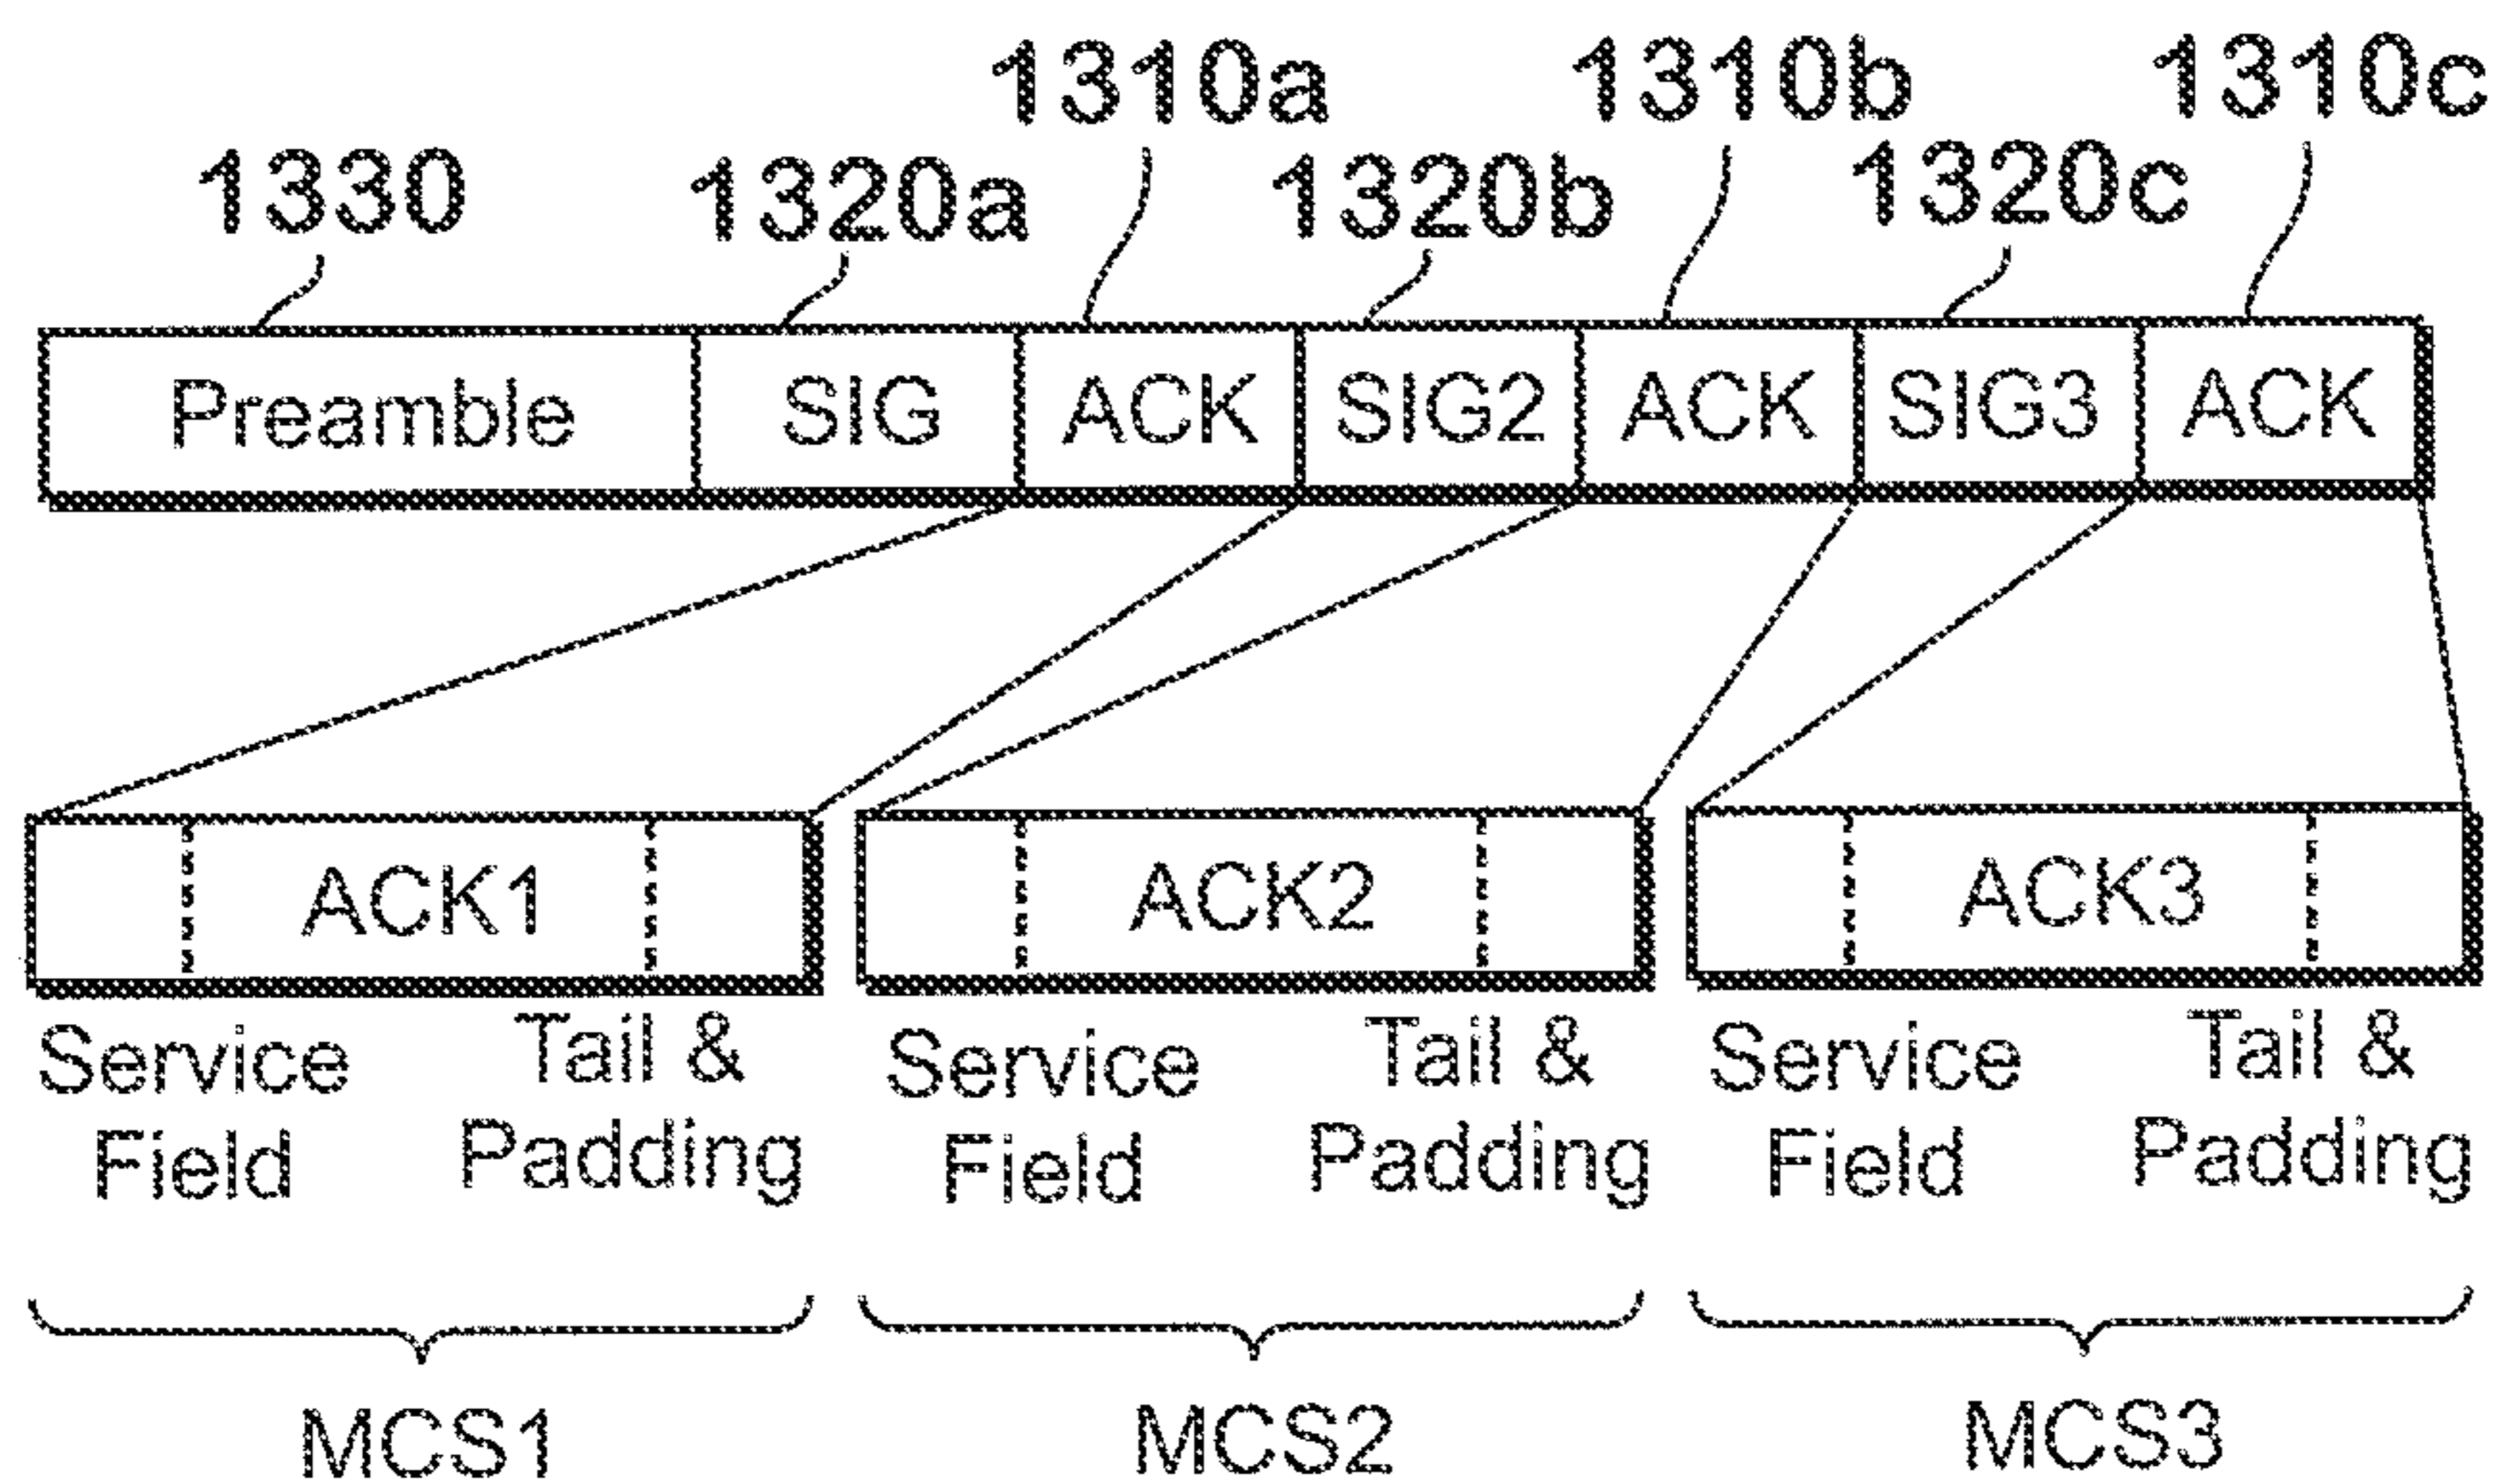 1310a 1310b 1310c
1330 1320a 1320b 1320c
Preamble SIG ACK SIG2 ACK SIG3 ACK
ACK1 ACK2 ACK3
Service Tail & Service Tail & Service Tail &
Field Padding Field Padding Field Padding
MCS1 MCS2 MCS3